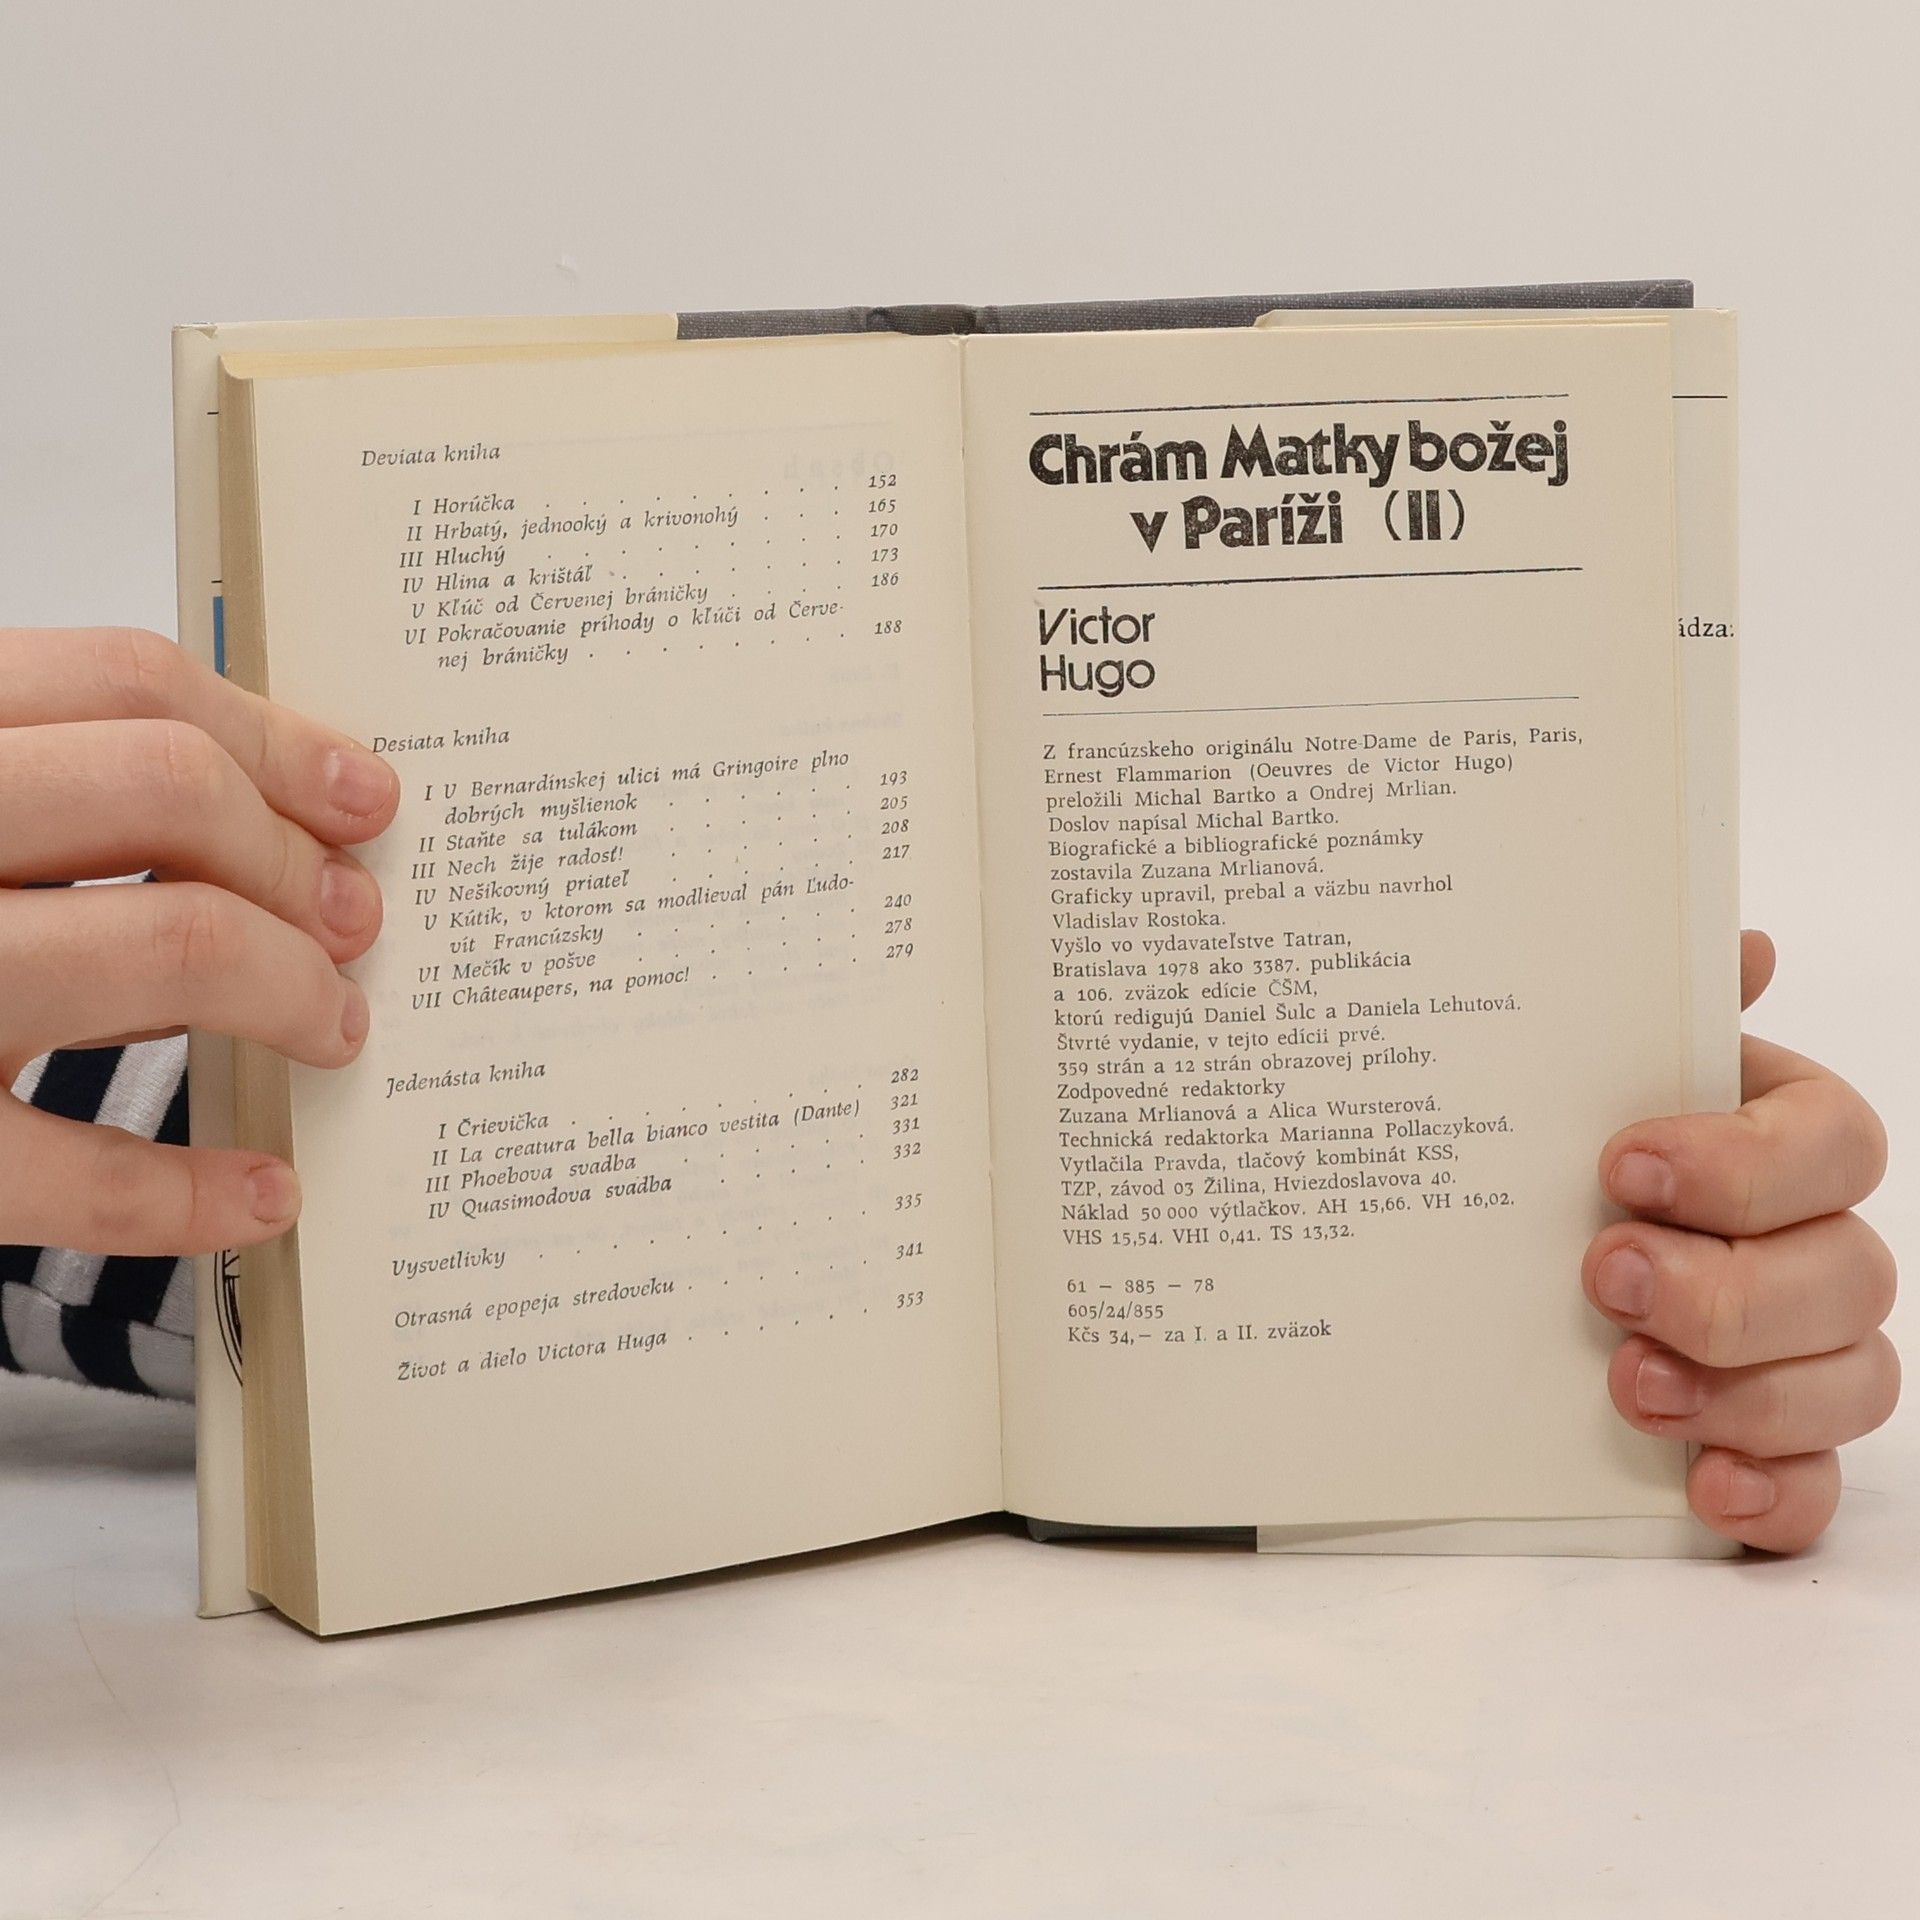 Deviata kniha
I Horúčka . . . . . . . . . 152
II Hrbatý, jednooký a krivonohý . . . 165
III Hluchý . . . . . . . . 170
IV Hlina a krištáľ . . . . . . . 173
V Kľúč od Červenej bráničky . . . . 186
VI Pokračovanie príhody o kľúči od Červe-
nej bráničky . . . . . . . 188
Desiata kniha
I V Bernardínskej ulici má Gringoire plno
dobrých myšlienok . . . . . . 193
II Staňte sa tulákom . . . . . . 205
III Nech žije radosť! . . . . . . 208
IV Nešikovný priateľ . . . . . . 217
V Kútik, v ktorom sa modlieval pán Ľudo-
vít Francúzsky . . . . . . . 240
VI Mečík v pošve . . . . . . . 278
VII Châteaupers, na pomoc! . . . . . 279
Jedenásta kniha
I Črievička . . . . . . . . 282
II La creatura bella bianco vestita (Dante) 321
III Phoebova svadba . . . . . . 331
IV Quasimodova svadba . . . . . 332
Vysvetlivky . . . . . . . . . 335
Otrasná epopeja stredoveku . . . . . . 341
Život a dielo Victora Huga . . . . . 353
Chrám Matky božej
v Paríži (II)
Victor
Hugo
Z francúzskeho originálu Notre-Dame de Paris, Paris,
Ernest Flammarion (Oeuvres de Victor Hugo)
preložili Michal Bartko a Ondrej Mrlian.
Doslov napísal Michal Bartko.
Biografické a bibliografické poznámky
zostavila Zuzana Mrlianová.
Graficky upravil, prebal a väzbu navrhol
Vladislav Rostoka.
Vyšlo vo vydavateľstve Tatran,
Bratislava 1978 ako 3387. publikácia
a 106. zväzok edície ČŠM,
ktorú redigujú Daniel Šulc a Daniela Lehutová.
Štvrté vydanie, v tejto edícii prvé.
359 strán a 12 strán obrazovej prílohy.
Zodpovedné redaktorky
Zuzana Mrlianová a Alica Wursterová.
Technická redaktorka Marianna Pollaczyková.
Vytlačila Pravda, tlačový kombinát KSS,
TZP, závod 03 Žilina, Hviezdoslavova 40.
Náklad 50 000 výtlačkov. AH 15,66. VH 16,02.
VHS 15,54. VHI 0,41. TS 13,32.
61 — 885 — 78
605/24/855
Kčs 34,— za I. a II. zväzok